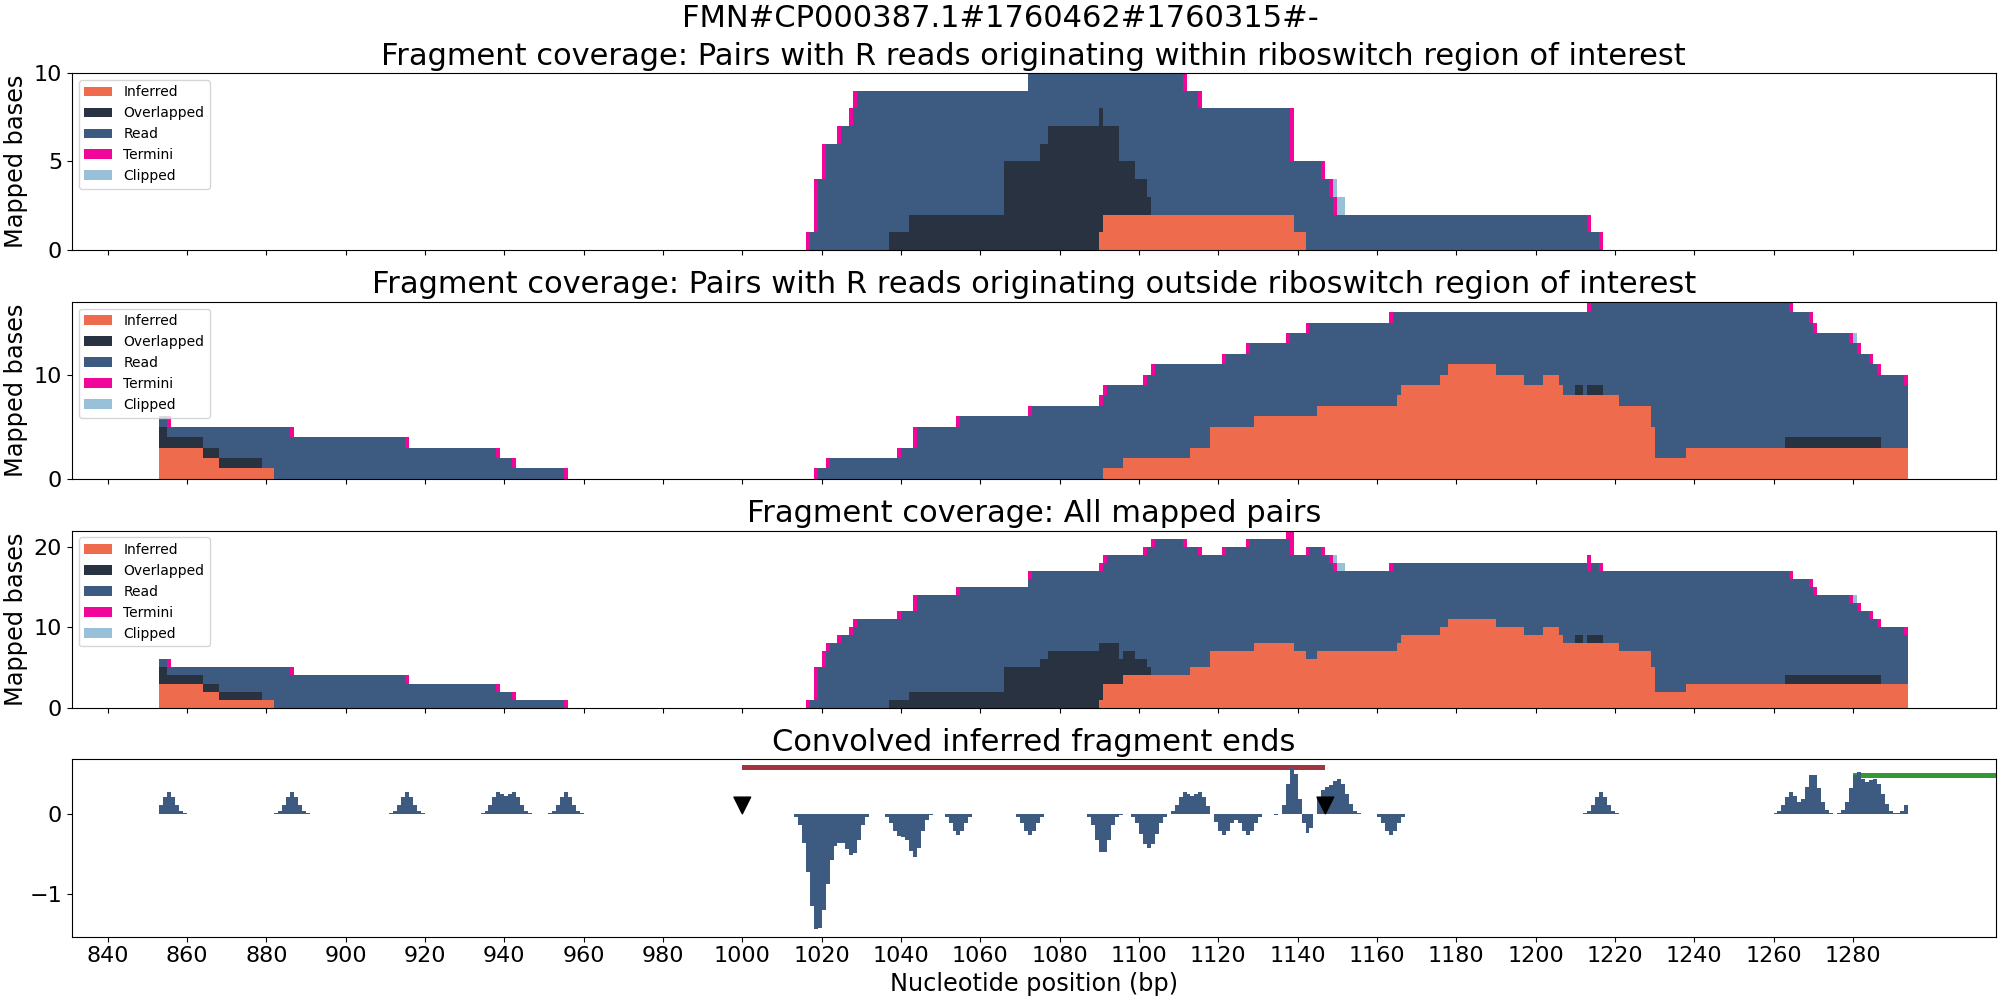 FMN#CP000387.1#1760462#1760315#-
Fragment coverage: Pairs with R reads originating within riboswitch region of interest
Mapped bases
10
5
0
Inferred
Overlapped
Read
Termini
Clipped
Fragment coverage: Pairs with R reads originating outside riboswitch region of interest
Mapped bases
10
0
Inferred
Overlapped
Read
Termini
Clipped
Fragment coverage: All mapped pairs
Mapped bases
20
10
0
Inferred
Overlapped
Read
Termini
Clipped
Convolved inferred fragment ends
0
−1
840 860 880 900 920 940 960 980 1000 1020 1040 1060 1080 1100 1120 1140 1160 1180 1200 1220 1240 1260 1280
Nucleotide position (bp)